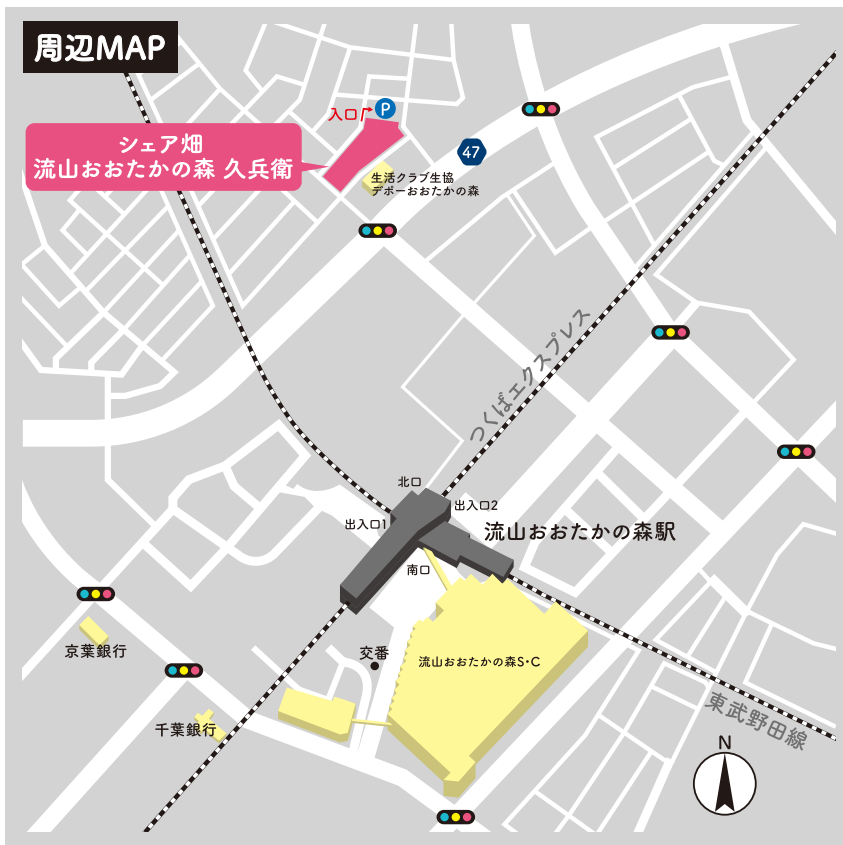 周辺MAP
入口
P
シェア畑
流山おおたかの森 久兵衛
47
生活クラブ生協
デポーおおたかの森
つくばエクスプレス
北口
出入口2
出入口1
流山おおたかの森駅
南口
京葉銀行
交番
流山おおたかの森S・C
千葉銀行
東武野田線
N